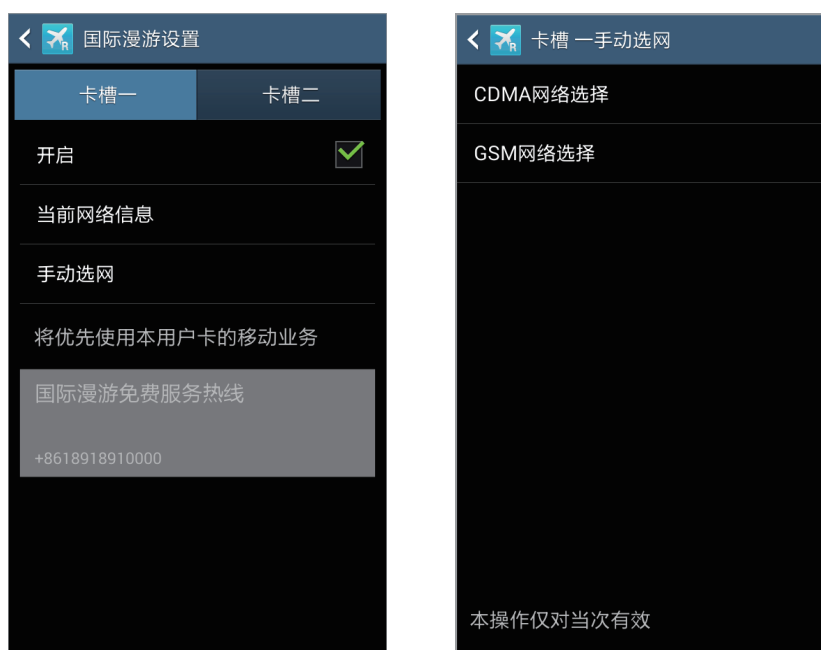 国际漫游设置
卡槽一
卡槽二
开启
当前网络信息
手动选网
将优先使用本用户卡的移动业务
国际漫游免费服务热线
+8618918910000
卡槽 一手动选网
CDMA网络选择
GSM网络选择
本操作仅对当次有效